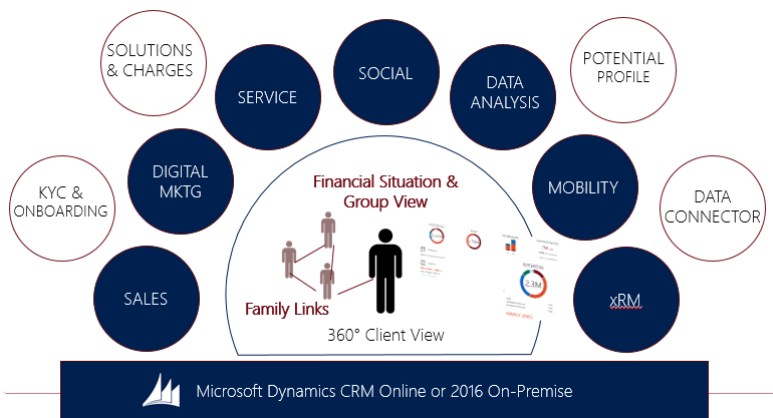 SOLUTIONS
& CHARGES
SERVICE
SOCIAL
DATA
ANALYSIS
POTENTIAL
PROFILE
KYC &
ONBOARDING
DIGITAL
MKTG
MOBILITY
DATA
CONNECTOR
SALES
xRM
Financial Situation &
Group View
Family Links
2.3M
360° Client View
Microsoft Dynamics CRM Online or 2016 On-Premise